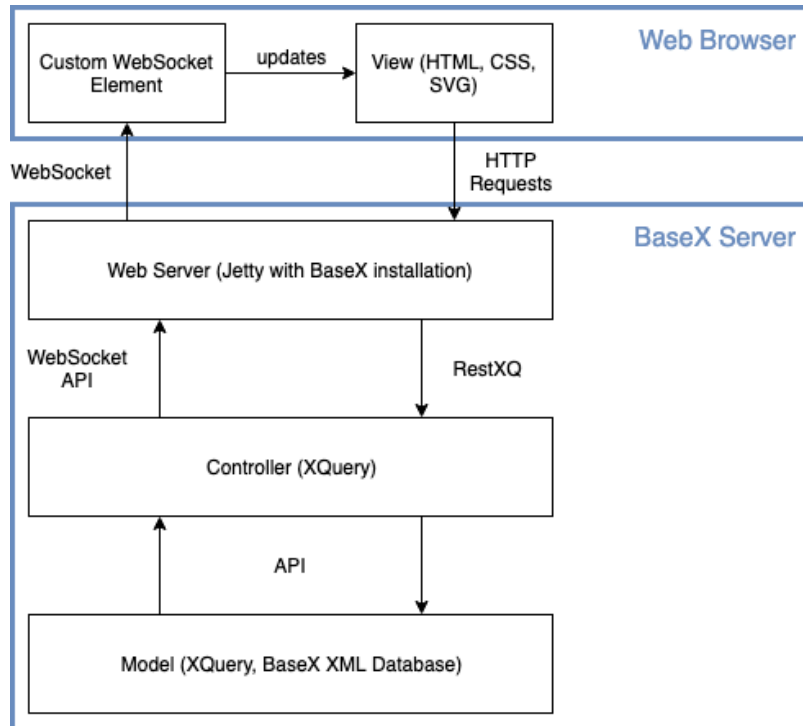 Web Browser
Custom WebSocket
Element
updates
View (HTML, CSS,
SVG)
WebSocket
HTTP
Requests
BaseX Server
Web Server (Jetty with BaseX installation)
WebSocket
API
RestXQ
Controller (XQuery)
API
Model (XQuery, BaseX XML Database)